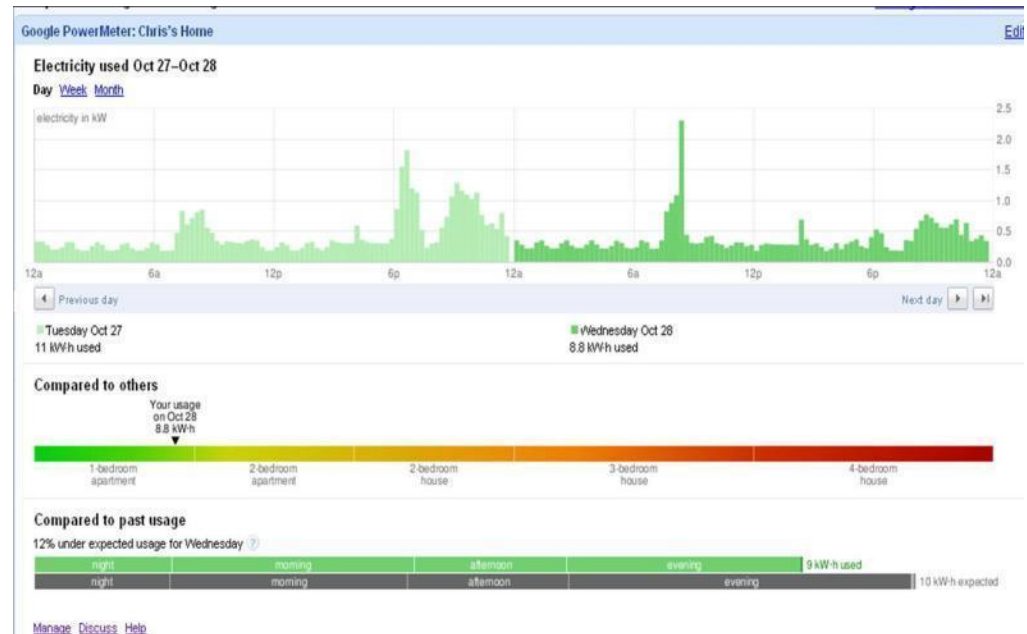 Google PowerMeter: Chris's Home Edit
Electricity used Oct 27–Oct 28
Day Week Month
electricity in kW
2.5
2.0
1.5
1.0
0.5
0.0
12a 6a 12p 6p 12a 6a 12p 6p 12a
Previous day Next day
Tuesday Oct 27 Wednesday Oct 28
11 kW·h used 8.8 kW·h used
Compared to others
Your usage
on Oct 28
8.8 kW·h
1-bedroom 2-bedroom 2-bedroom 3-bedroom 4-bedroom
apartment apartment house house house
Compared to past usage
12% under expected usage for Wednesday ?
night morning afternoon evening 9 kW·h used
night morning afternoon evening 10 kW·h expected
Manage Discuss Help